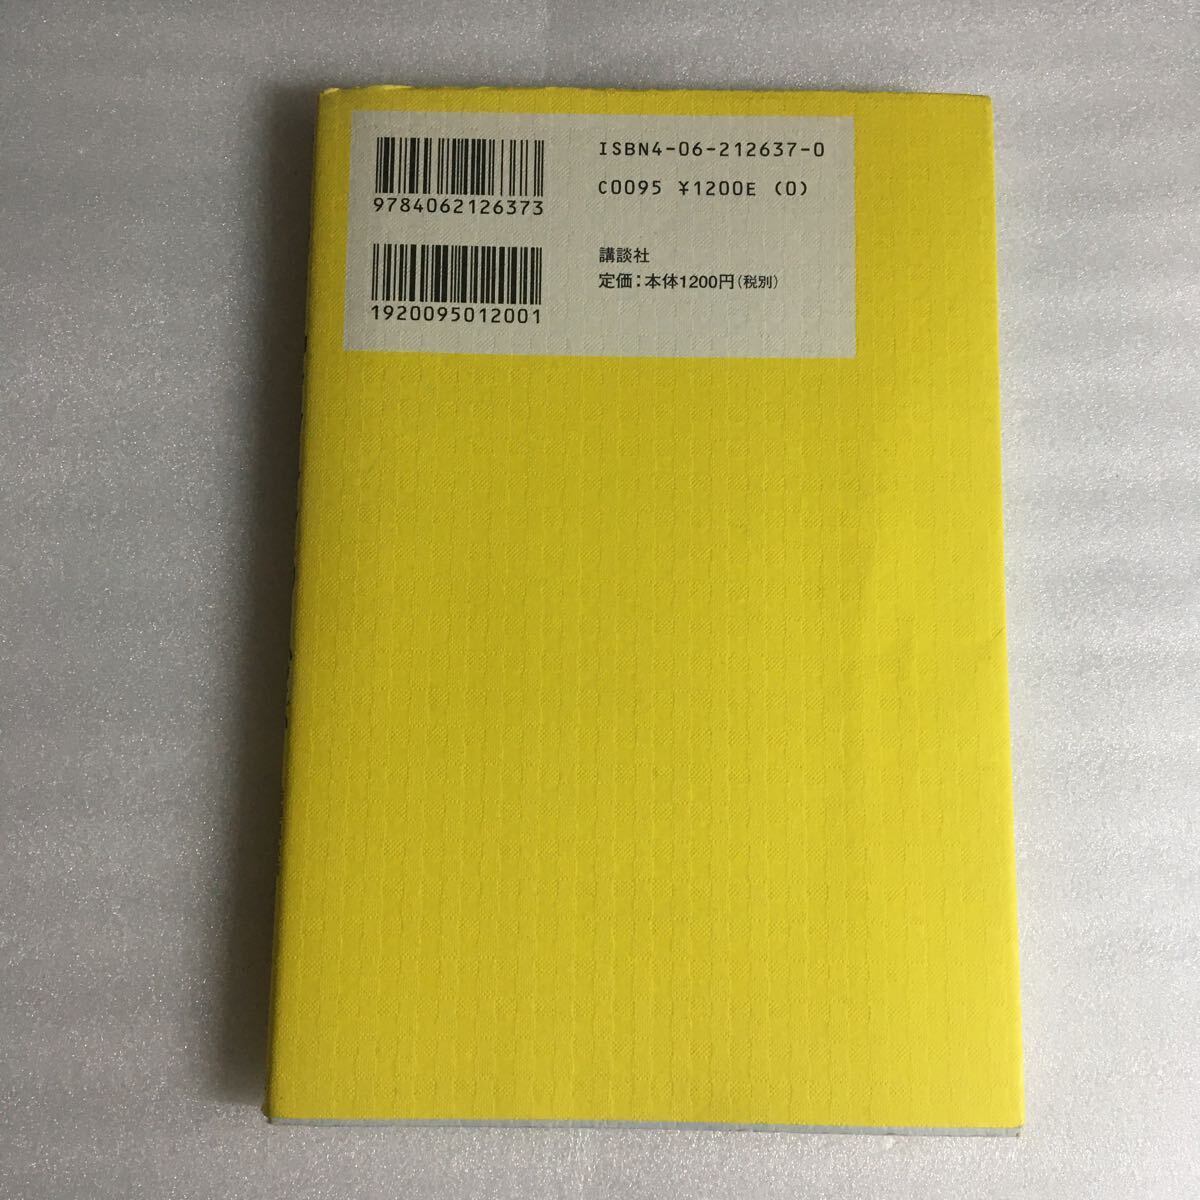 9784062126373
1920095012001
ISBN4-06-212637-0
C0095 ¥1200E (0)
講談社
定価：本体1200円（税別）